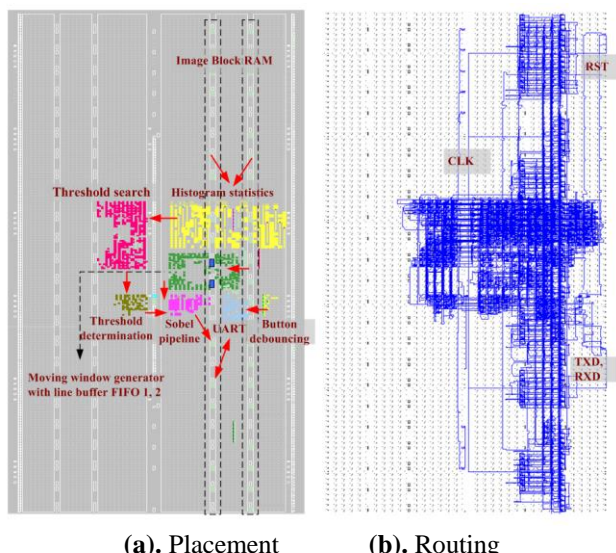 Image Block RAM
RST
CLK
Threshold search
Histogram statistics
Threshold
determination
Sobel
pipeline
UART
Button
debouncing
TXD,
RXD
Moving window generator
with line buffer FIFO 1, 2
(a). Placement
(b). Routing